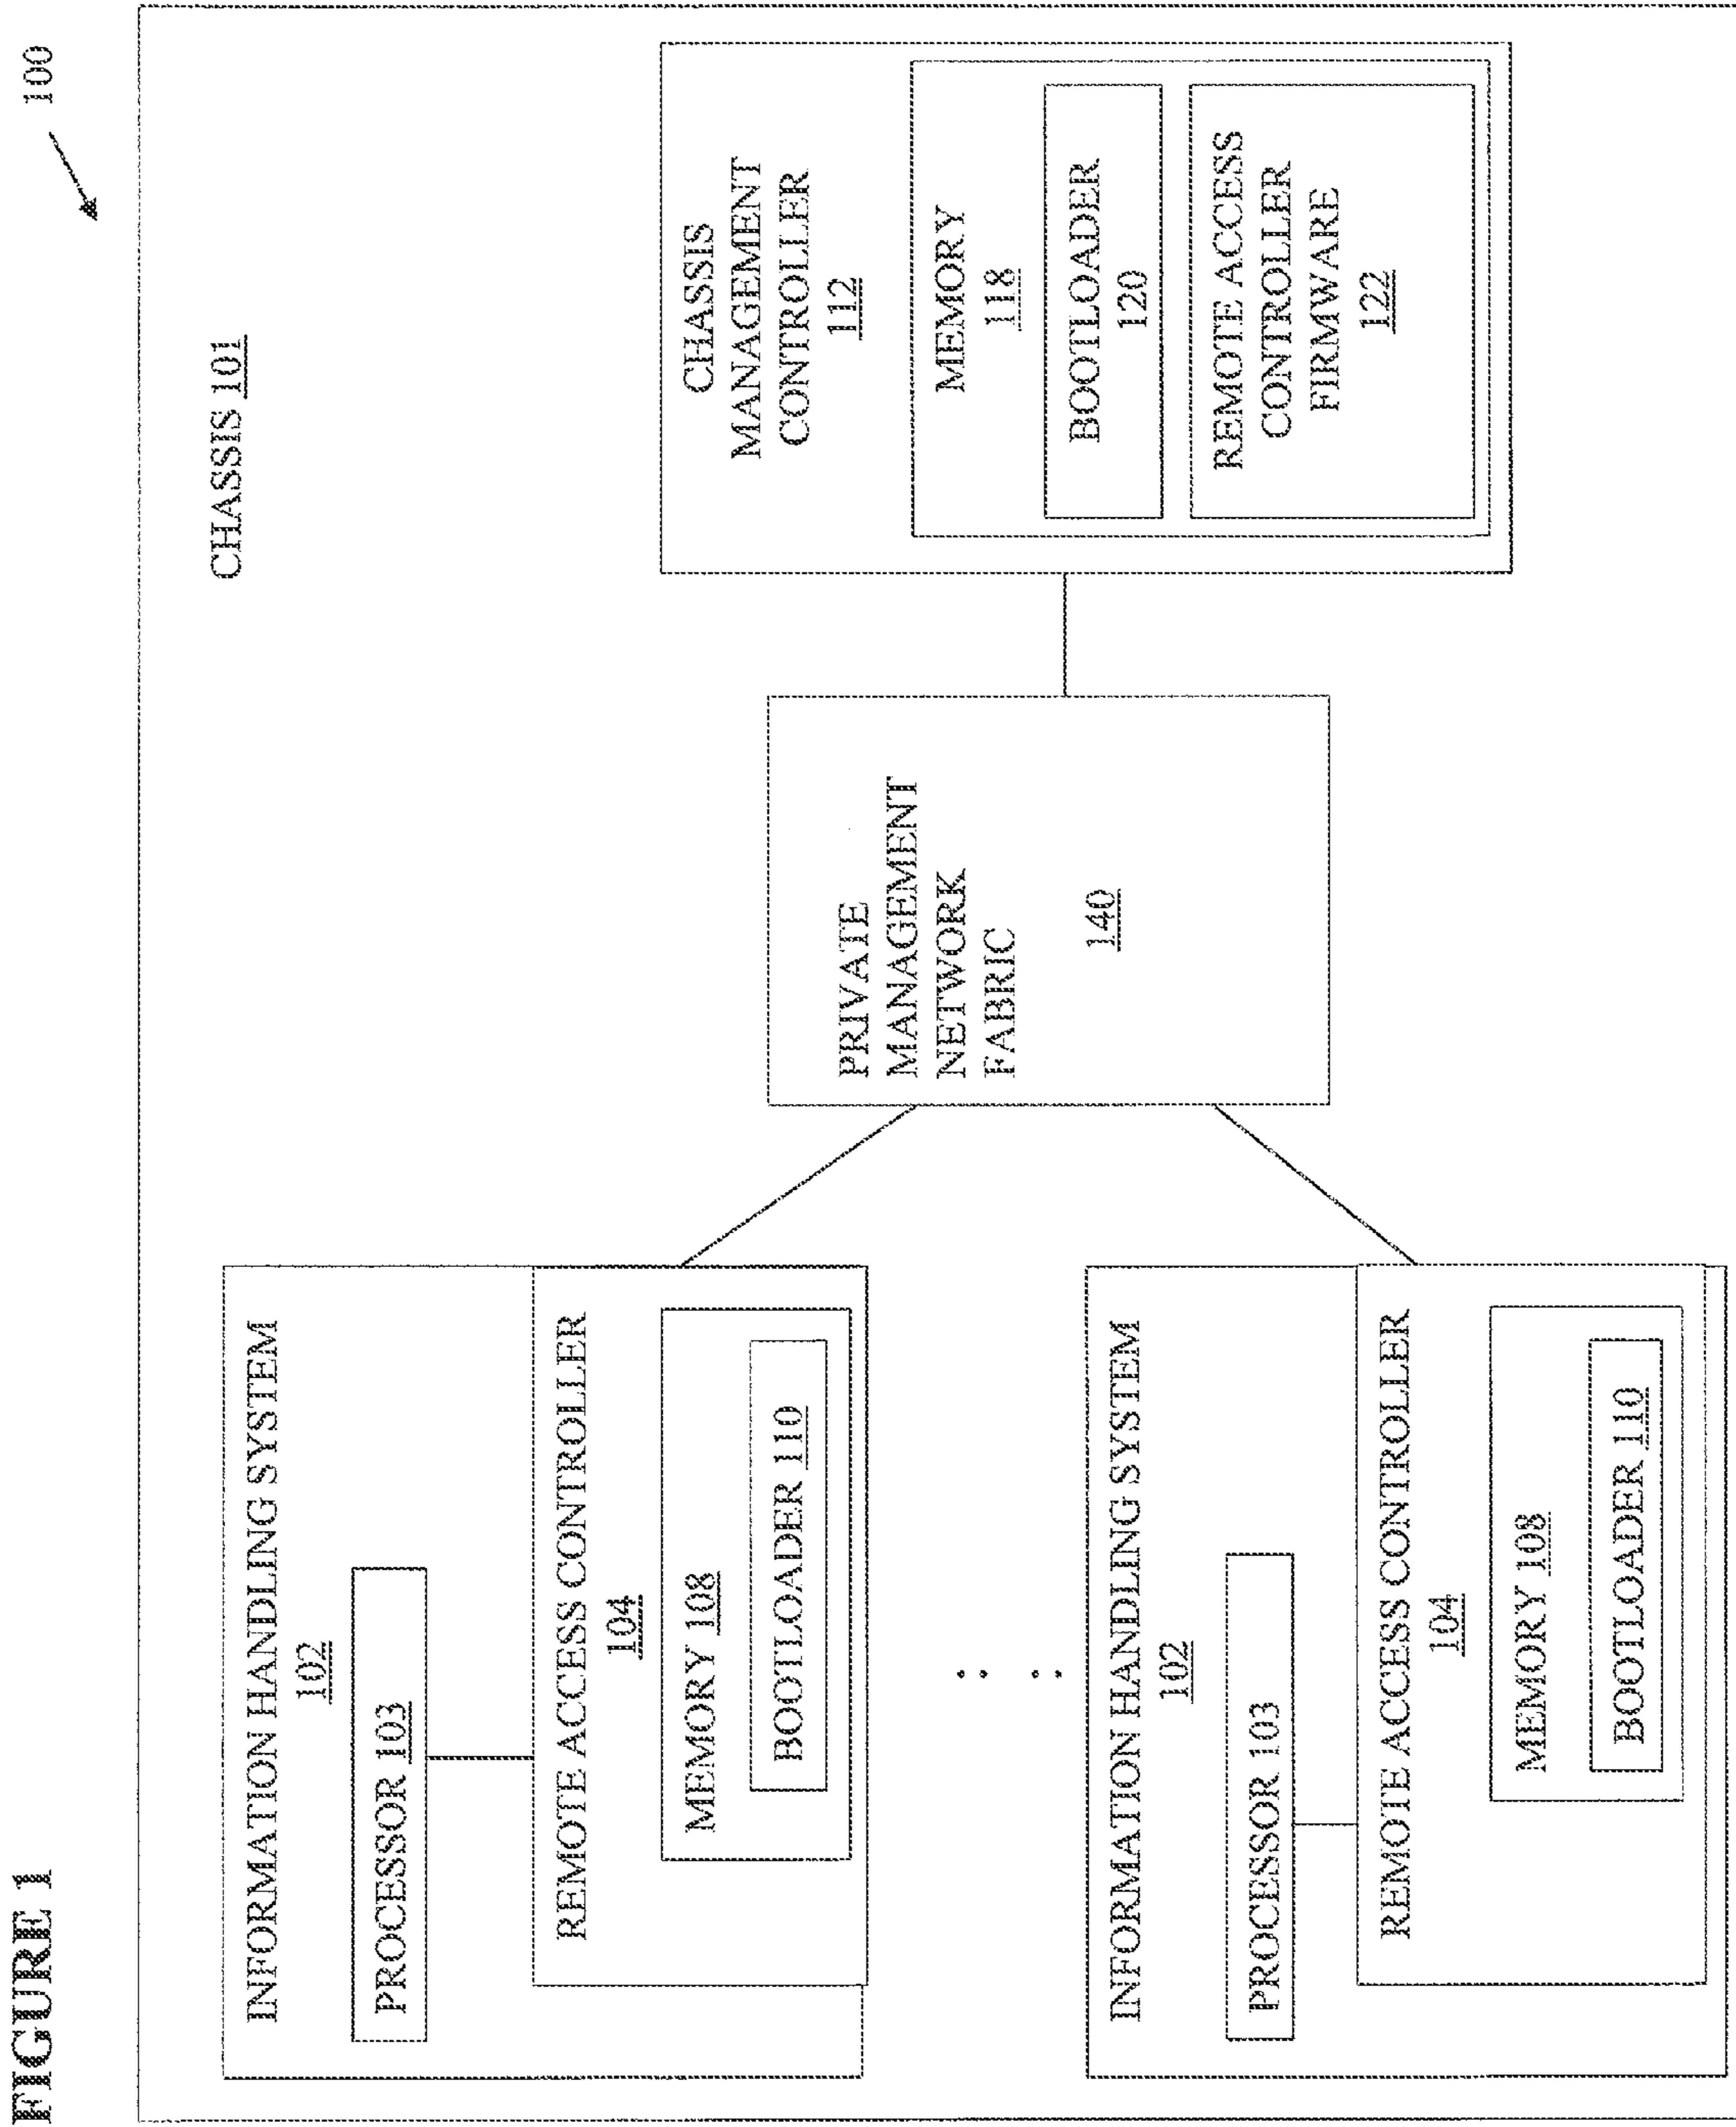 FIGURE 1
100
CHASSIS 101
INFORMATION HANDLING SYSTEM
102
PROCESSOR 103
REMOTE ACCESS CONTROLLER
104
MEMORY 108
BOOTLOADER 110
INFORMATION HANDLING SYSTEM
102
PROCESSOR 103
REMOTE ACCESS CONTROLLER
104
MEMORY 108
BOOTLOADER 110
PRIVATE
MANAGEMENT
NETWORK
FABRIC
140
CHASSIS
MANAGEMENT
CONTROLLER
112
MEMORY
118
BOOTLOADER
120
REMOTE ACCESS
CONTROLLER
FIRMWARE
122